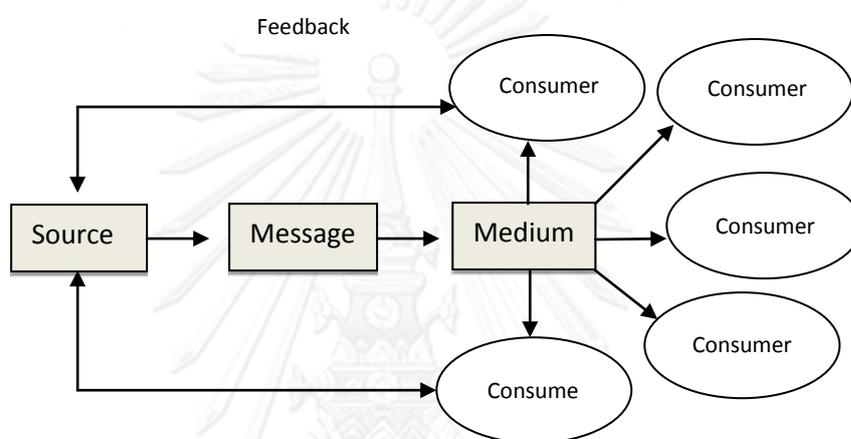 Feedback
Consumer
Consumer
Source
Message
Medium
Consumer
Consumer
Consume